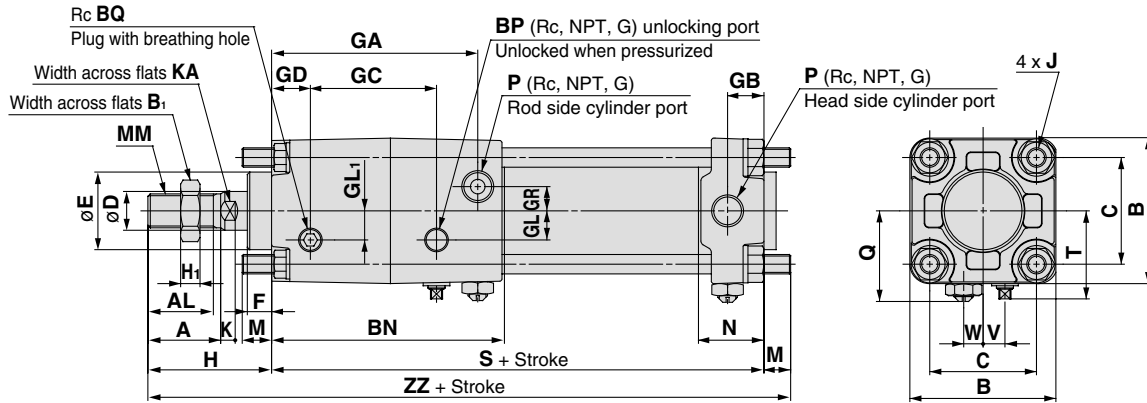 Rc BQ
Plug with breathing hole
Width across flats KA
Width across flats B1
MM
GA
GD
GC
BP (Rc, NPT, G) unlocking port
Unlocked when pressurized
P (Rc, NPT, G)
Rod side cylinder port
GB
P (Rc, NPT, G)
Head side cylinder port
4 x J
øE
øD
GL1
GR
GL
H1
AL
A
K
F
M
H
BN
N
S + Stroke
M
ZZ + Stroke
Q
T
C
B
W
V
C
B